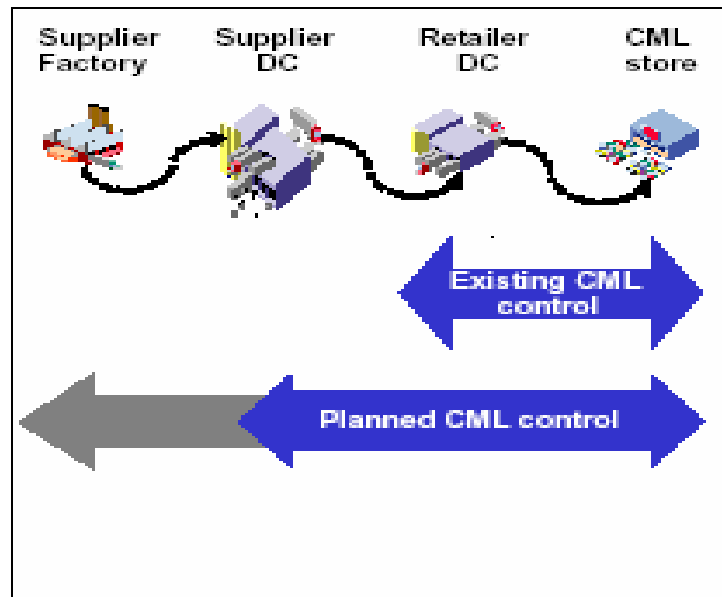 Supplier Factory
Supplier DC
Retailer DC
CML store
Existing CML
control
Planned CML control